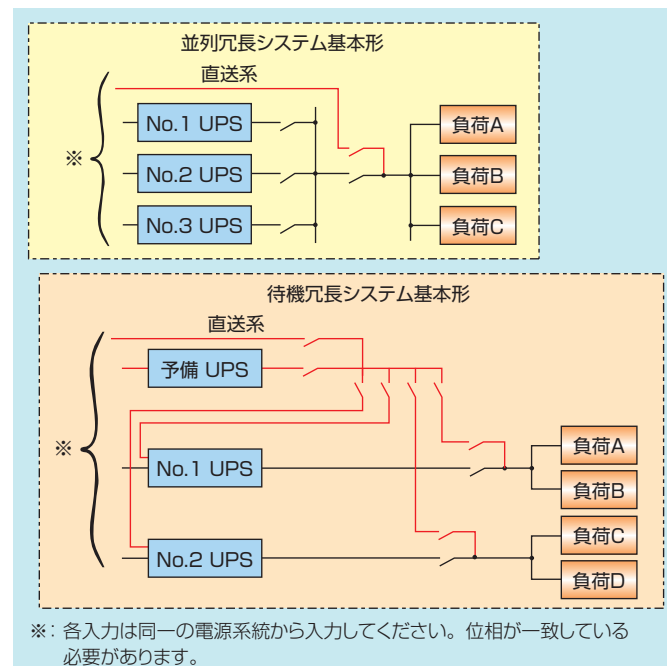 並列冗長システム基本形
直送系
No.1 UPS
No.2 UPS
No.3 UPS
※
負荷A
負荷B
負荷C
待機冗長システム基本形
直送系
予備 UPS
※
No.1 UPS
No.2 UPS
負荷A
負荷B
負荷C
負荷D
※：各入力は同一の電源系統から入力してください。位相が一致している
必要があります。